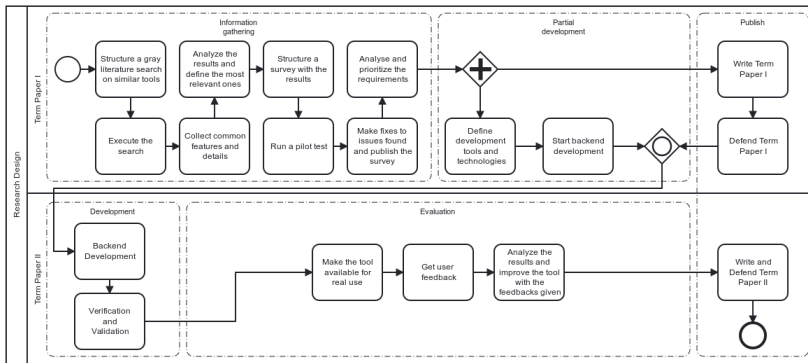 Research Design
Term Paper I
Information
gathering
Partial
development
Publish
Structure a gray
literature search
on similar tools
Analyze the
results and
define the most
relevant ones
Structure a
survey with the
results
Analyse and
prioritize the
requirements
Write Term
Paper I
Execute the
search
Collect common
features and
details
Run a pilot test
Make fixes to
issues found
and publish the
survey
Define
development
tools and
technologies
Start backend
development
Defend Term
Paper I
Term Paper II
Development
Evaluation
Backend
Development
Verification
and
Validation
Make the tool
available for
real use
Get user
feedback
Analyze the
results and
improve the tool
with the
feedbacks given
Write and
Defend Term
Paper II